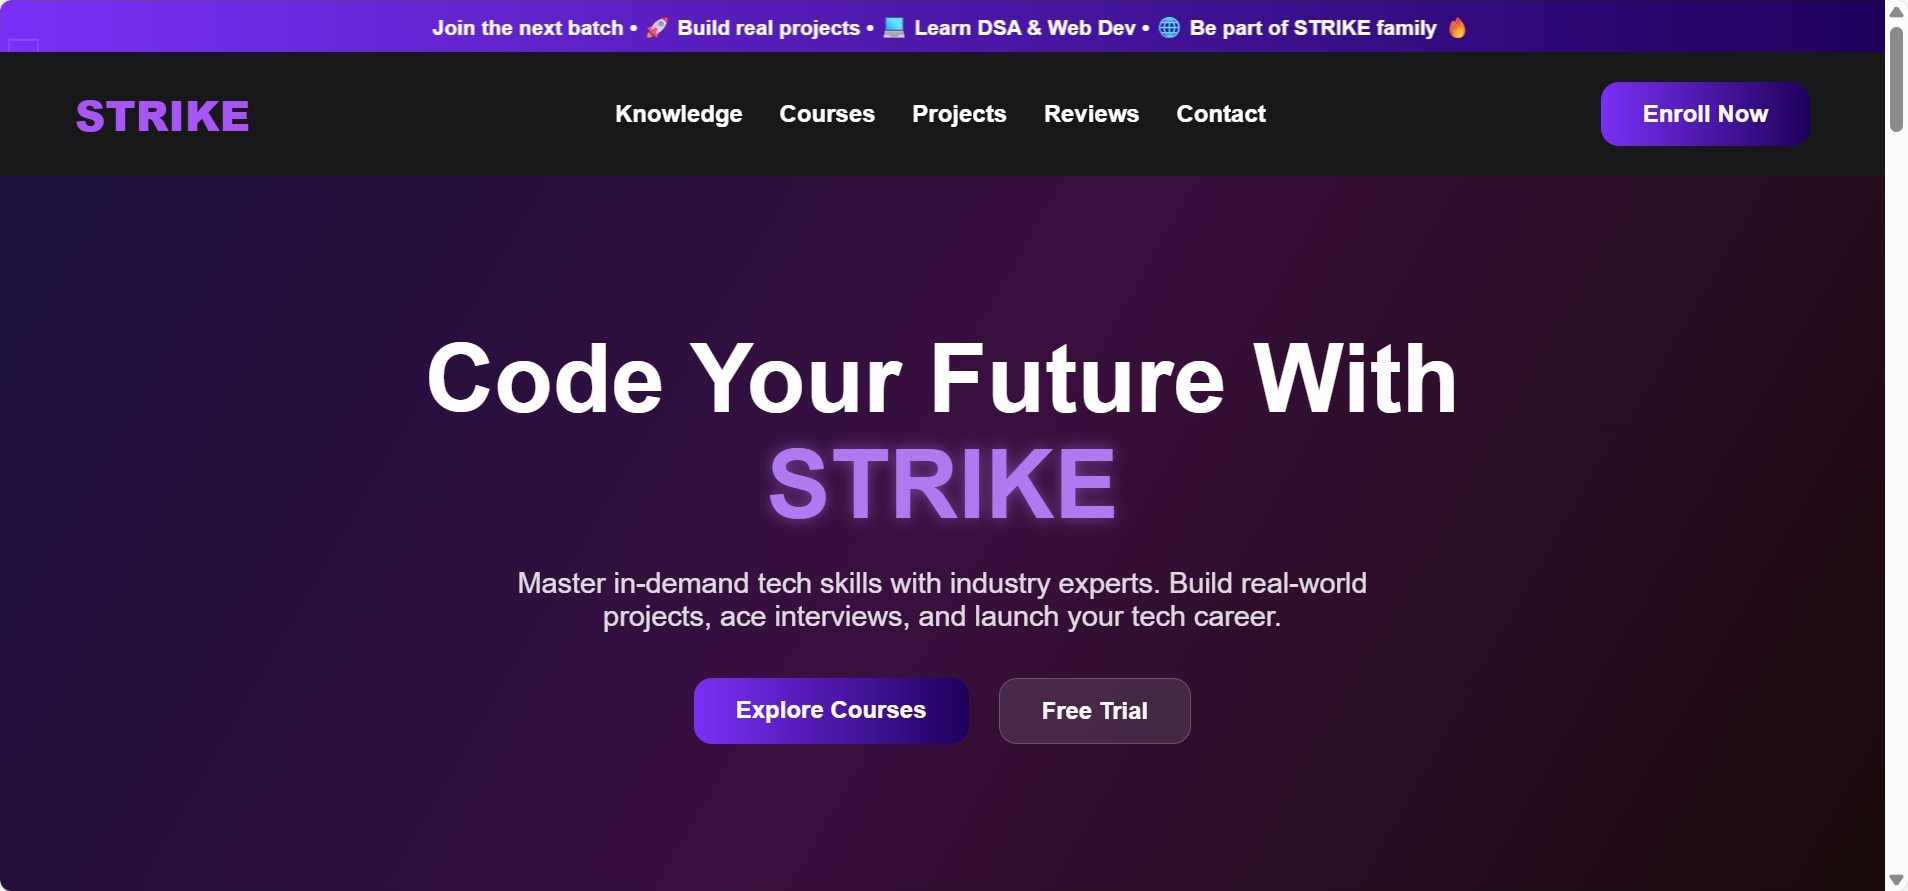 Join the next batch • 🚀 Build real projects • 💻 Learn DSA & Web Dev • 🌐 Be part of STRIKE family 🔥
STRIKE
Knowledge
Courses
Projects
Reviews
Contact
Enroll Now
Code Your Future With
STRIKE
Master in-demand tech skills with industry experts. Build real-world
projects, ace interviews, and launch your tech career.
Explore Courses
Free Trial